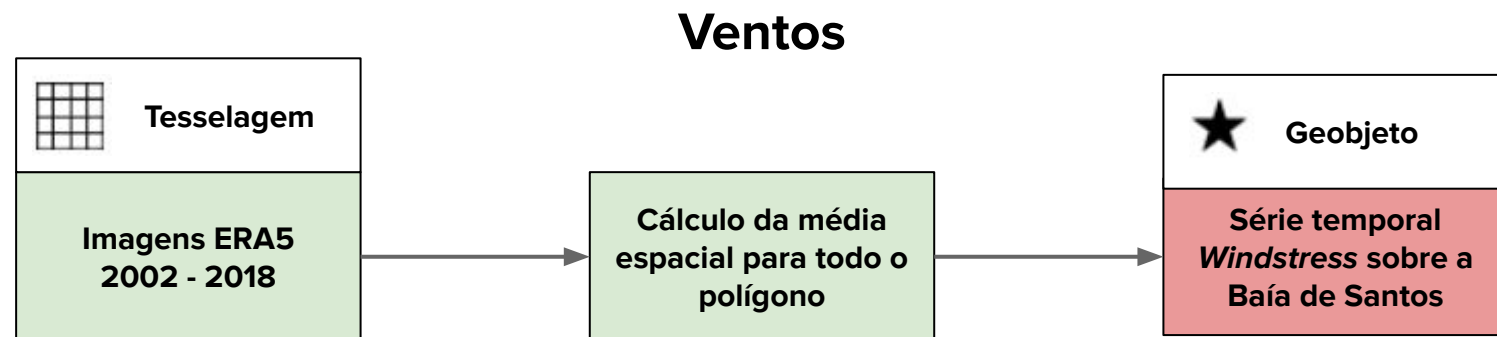 Ventos
Tesselagem
Imagens ERA5
2002 - 2018
Cálculo da média
espacial para todo o
polígono
Geobjeto
Série temporal
Windstress sobre a
Baía de Santos